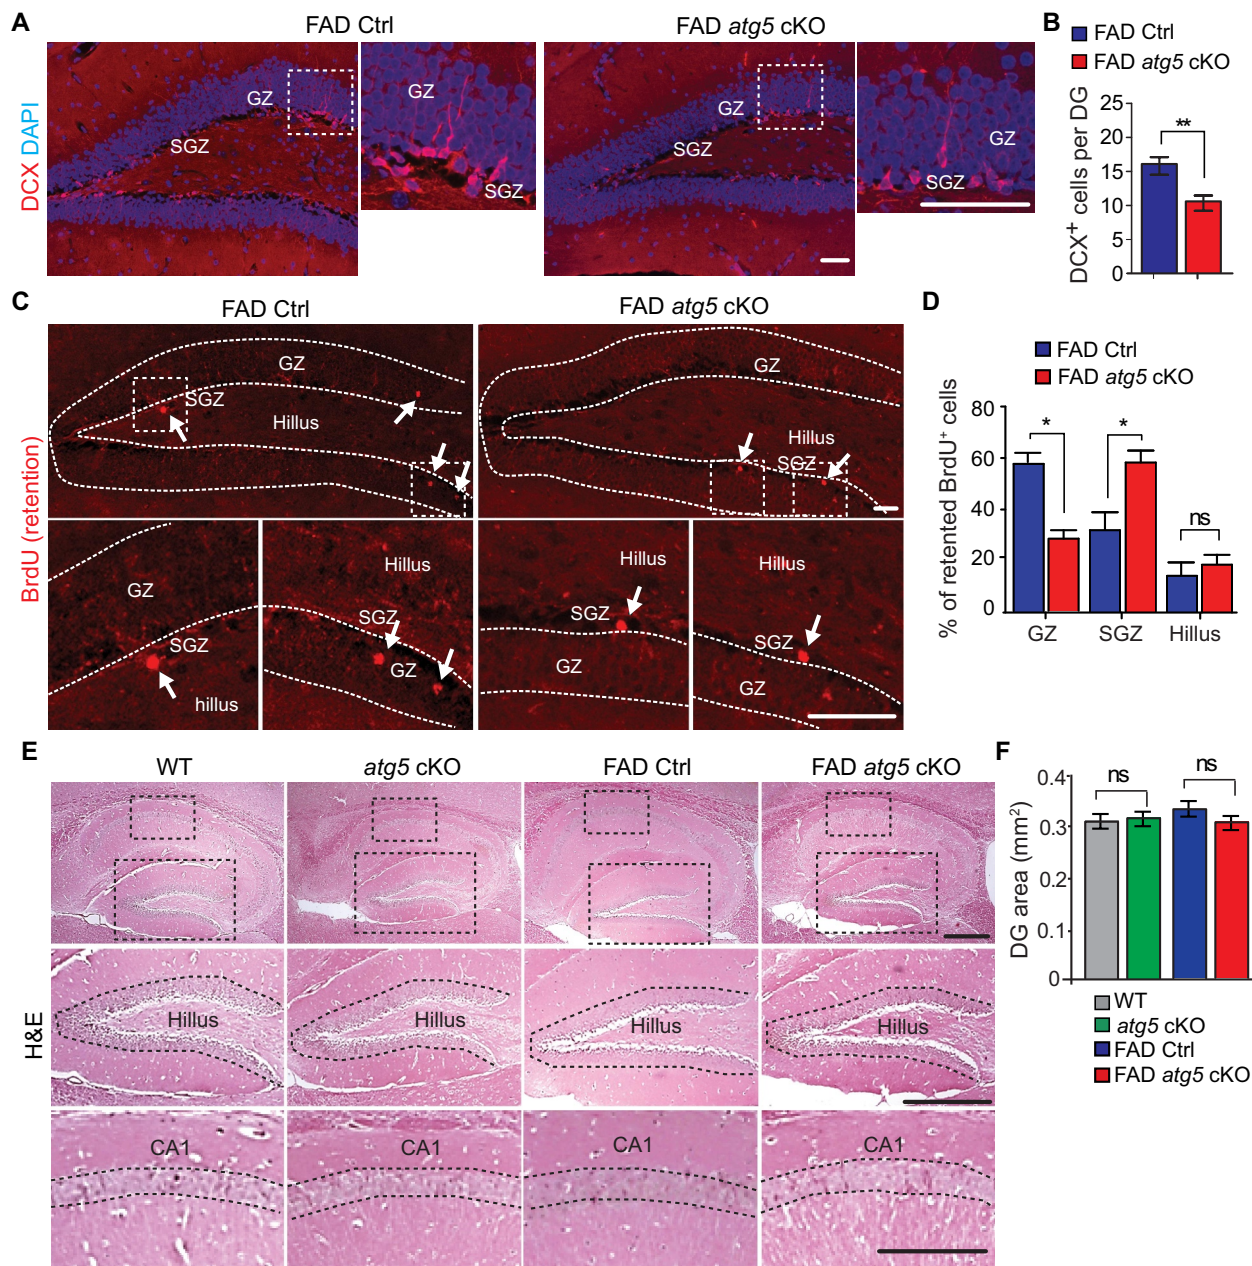 A
FAD Ctrl
FAD atg5 cKO
DCX DAPI
GZ
SGZ
GZ
SGZ
GZ
SGZ
GZ
SGZ
B
FAD Ctrl
FAD atg5 cKO
DCX+ cells per DG
25
20
15
10
5
0
**
C
FAD Ctrl
FAD atg5 cKO
BrdU (retention)
GZ
SGZ
Hillus
GZ
Hillus
SGZ
GZ
SGZ
hillus
Hillus
SGZ
GZ
Hillus
SGZ
GZ
Hillus
SGZ
GZ
D
FAD Ctrl
FAD atg5 cKO
% of retented BrdU+ cells
80
60
40
20
0
*
*
ns
GZ
SGZ
Hillus
E
WT
atg5 cKO
FAD Ctrl
FAD atg5 cKO
H&E
Hillus
Hillus
Hillus
Hillus
CA1
CA1
CA1
CA1
F
DG area (mm²)
0.4
0.3
0.2
0.1
0
ns
ns
WT
atg5 cKO
FAD Ctrl
FAD atg5 cKO